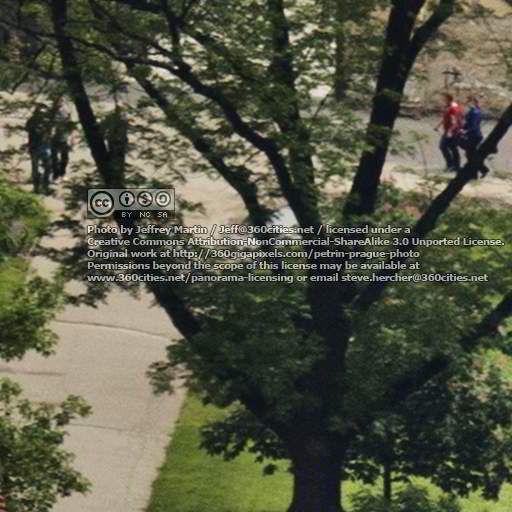 cc BY NC SA
Photo by Jeffrey Martin / Jeff@360cities.net / licensed under a
Creative Commons Attribution-NonCommercial-ShareAlike 3.0 Unported License.
Original work at http://360gigapixels.com/petrin-prague-photo
Permissions beyond the scope of this license may be available at
www.360cities.net/panorama-licensing or email steve.hercher@360cities.net